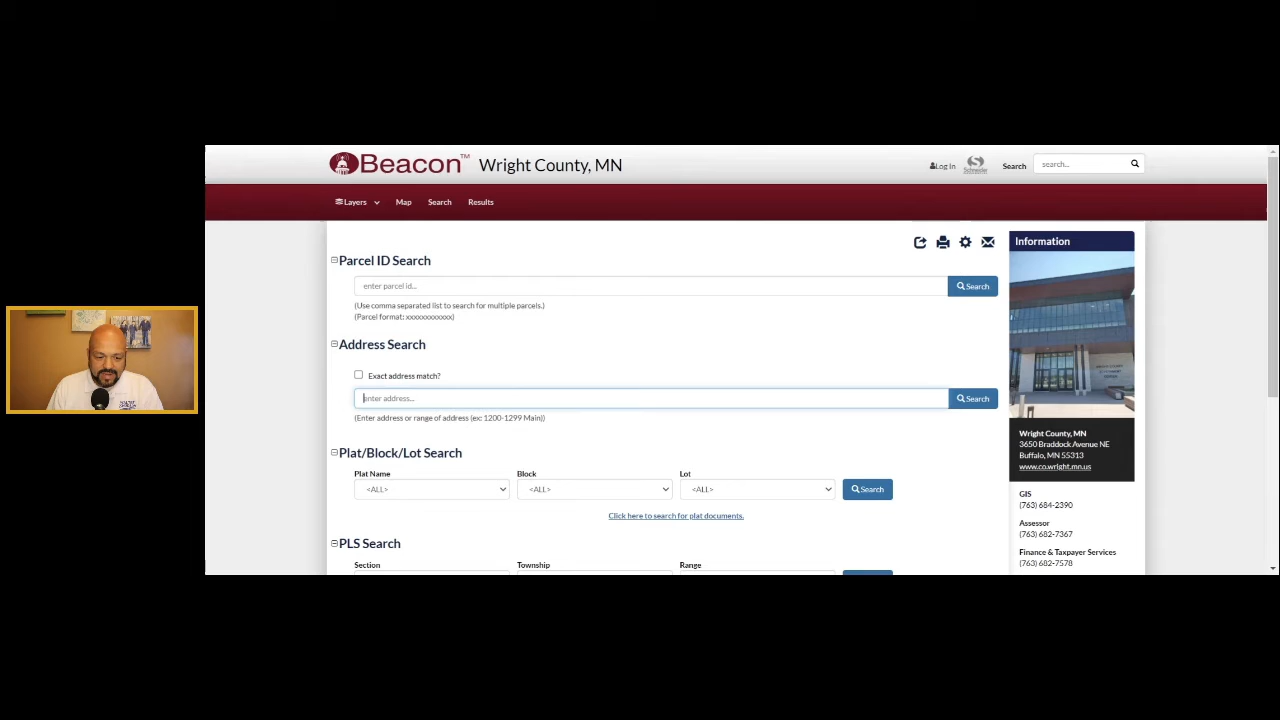 Beacon™ Wright County, MN
Log In
Schneider
Search
search...
Layers
Map
Search
Results
Parcel ID Search
enter parcel id...
Search
(Use comma separated list to search for multiple parcels.)
(Parcel format: xxxxxxxxxxxx)
Address Search
Exact address match?
enter address...
Search
(Enter address or range of address (ex: 1200-1299 Main))
Plat/Block/Lot Search
Plat Name Block Lot
<ALL> <ALL> <ALL> Search
Click here to search for plat documents.
PLS Search
Section Township Range
Information
Wright County, MN
3650 Braddock Avenue NE
Buffalo, MN 55313
www.co.wright.mn.us
GIS
(763) 684-2390
Assessor
(763) 682-7367
Finance & Taxpayer Services
(763) 682-7578